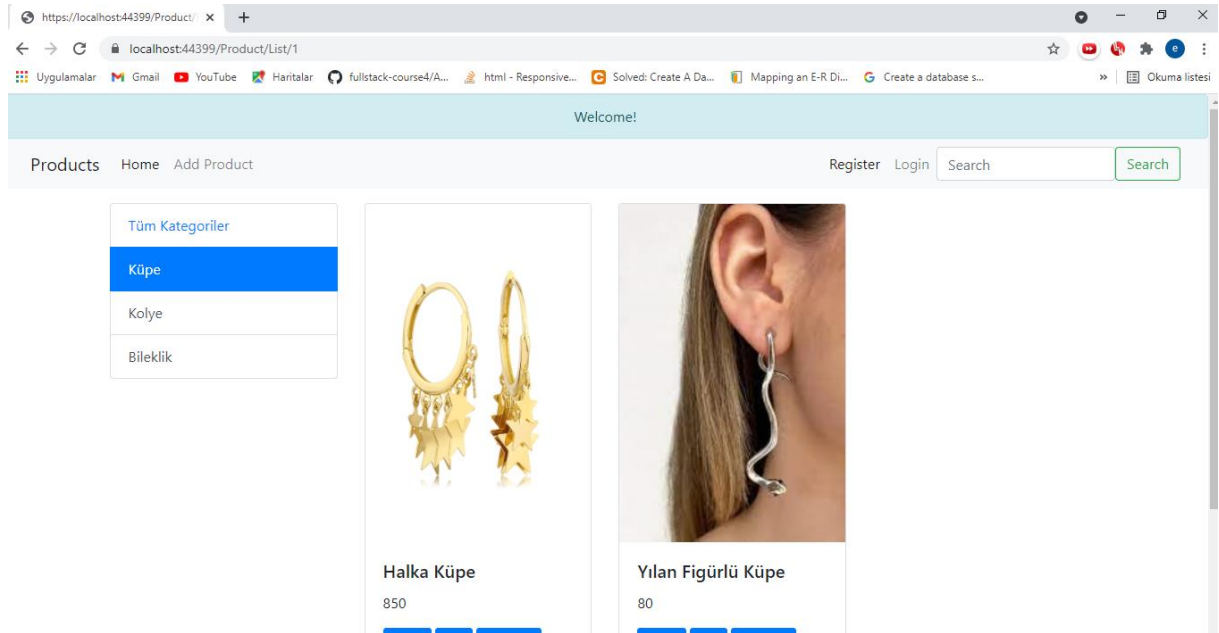 https://localhost:44399/Product/
localhost:44399/Product/List/1
e
Uygulamalar Gmail YouTube Haritalar fullstack-course4/A... html - Responsive... Solved: Create A Da... Mapping an E-R Di... Create a database s... » Okuma listesi
Welcome!
Products Home Add Product Register Login Search Search
Tüm Kategoriler
Küpe
Kolye
Bileklik
Halka Küpe
850
Yılan Figürlü Küpe
80